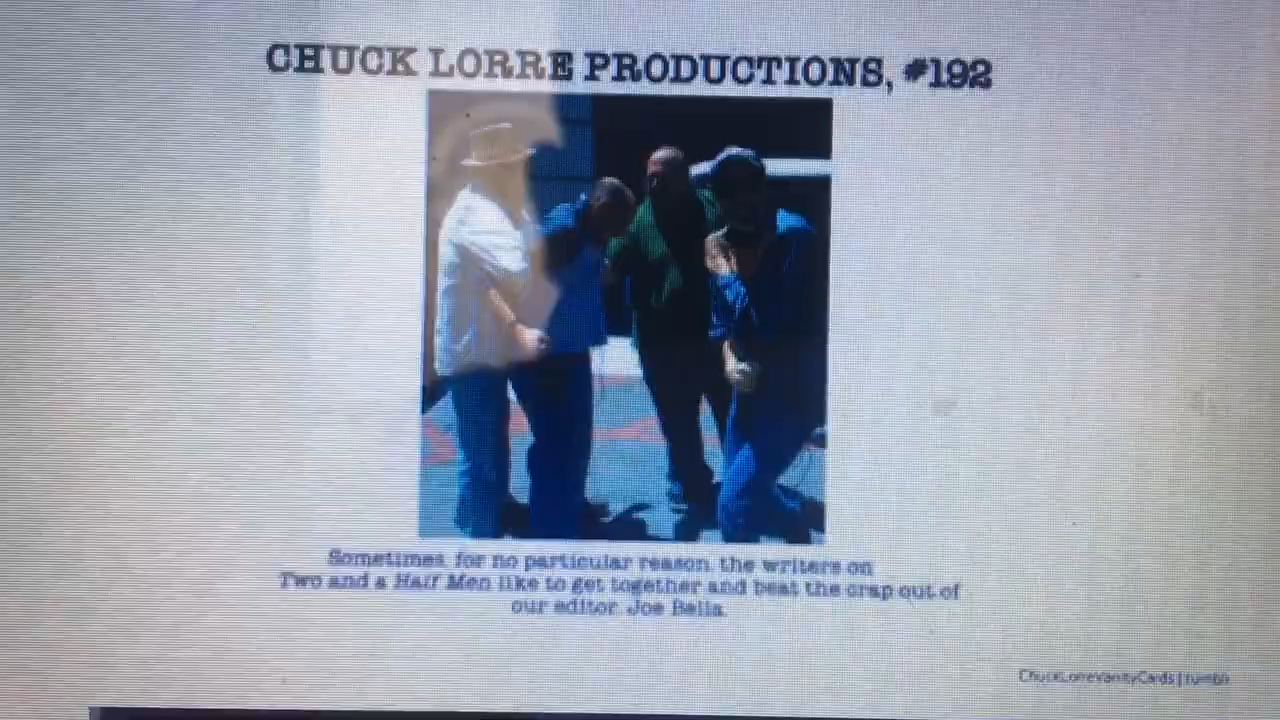 CHUCK LORRE PRODUCTIONS, #192
Sometimes, for no particular reason, the writers on
Two and a Half Men like to get together and beat the crap out of
our editor, Joe Bella.
ChuckLorreVanityCards | tumblr